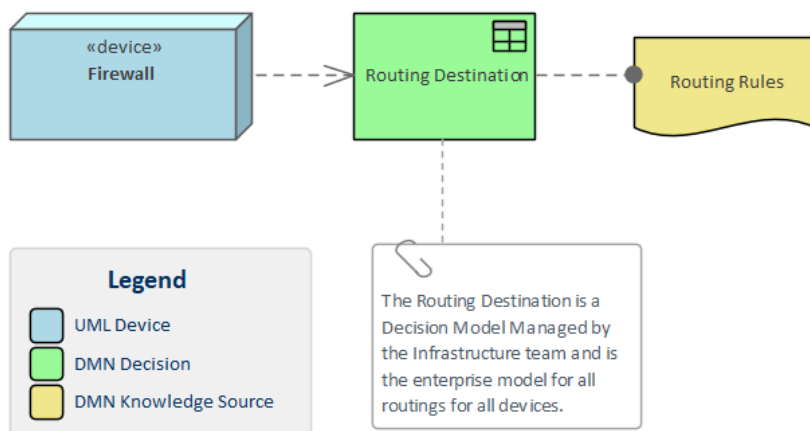 «device»
Firewall
Routing Destination
Routing Rules
Legend
UML Device
DMN Decision
DMN Knowledge Source
The Routing Destination is a
Decision Model Managed by
the Infrastructure team and is
the enterprise model for all
routings for all devices.